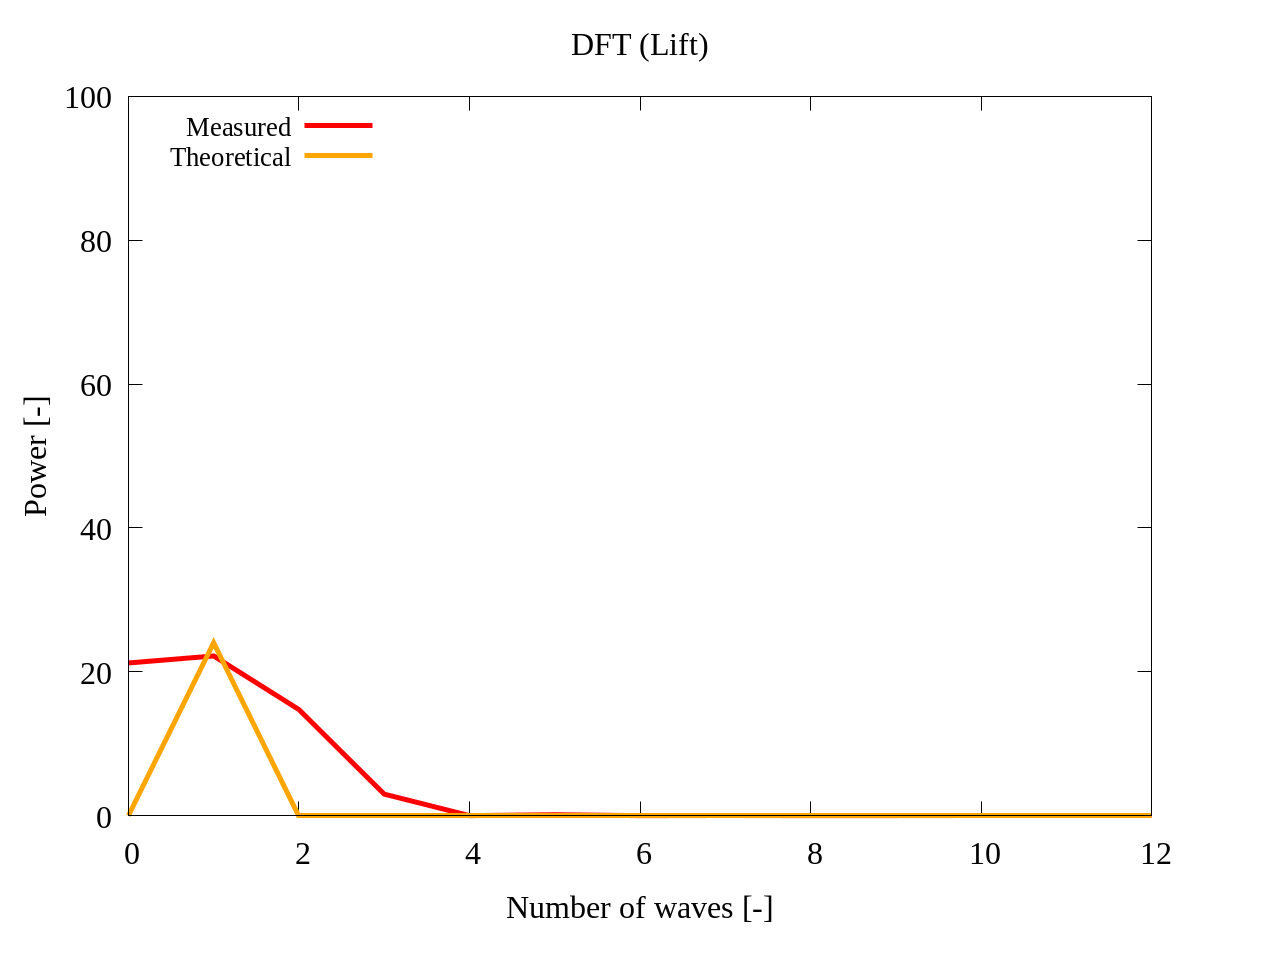 DFT (Lift)
100
80
60
40
20
0
Measured
Theoretical
Power [-]
0 2 4 6 8 10 12
Number of waves [-]